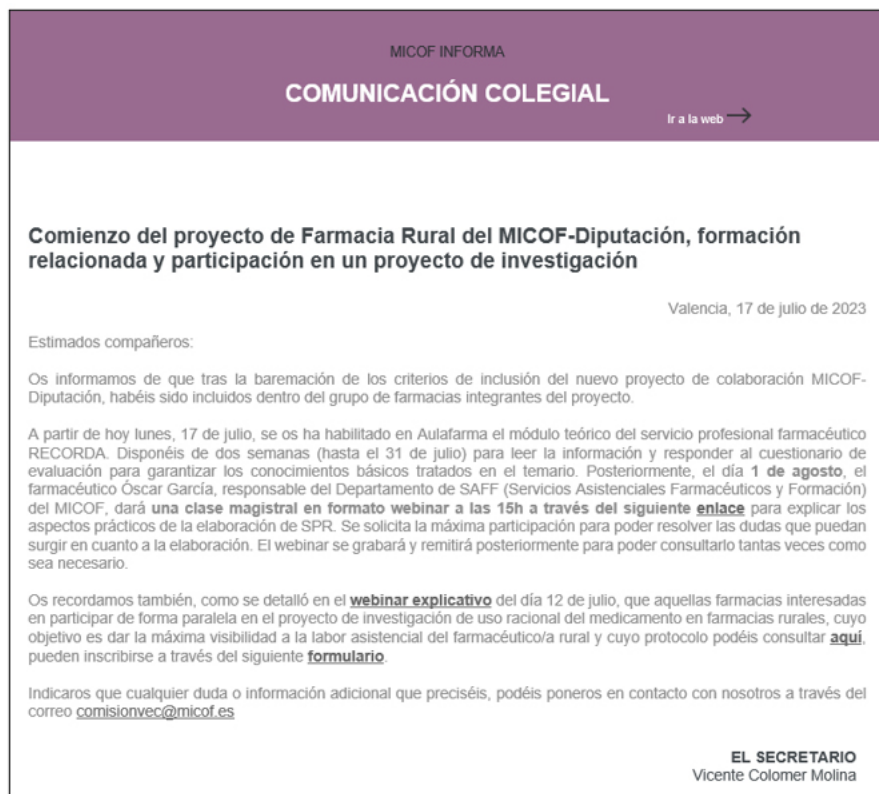 MICOF INFORMA
COMUNICACIÓN COLEGIAL
Ir a la web
Comienzo del proyecto de Farmacia Rural del MICOF-Diputación, formación
relacionada y participación en un proyecto de investigación
Valencia, 17 de julio de 2023
Estimados compañeros:
Os informamos de que tras la baremación de los criterios de inclusión del nuevo proyecto de colaboración MICOF-
Diputación, habéis sido incluidos dentro del grupo de farmacias integrantes del proyecto.
A partir de hoy lunes, 17 de julio, se os ha habilitado en Aulafarma el módulo teórico del servicio profesional farmacéutico
RECORDA. Disponéis de dos semanas (hasta el 31 de julio) para leer la información y responder al cuestionario de
evaluación para garantizar los conocimientos básicos tratados en el temario. Posteriormente, el día 1 de agosto, el
farmacéutico Óscar García, responsable del Departamento de SAFF (Servicios Asistenciales Farmacéuticos y Formación)
del MICOF, dará una clase magistral en formato webinar a las 15h a través del siguiente enlace para explicar los
aspectos prácticos de la elaboración de SPR. Se solicita la máxima participación para poder resolver las dudas que puedan
surgir en cuanto a la elaboración. El webinar se grabará y remitirá posteriormente para poder consultarlo tantas veces como
sea necesario.
Os recordamos también, como se detalló en el webinar explicativo del día 12 de julio, que aquellas farmacias interesadas
en participar de forma paralela en el proyecto de investigación de uso racional del medicamento en farmacias rurales, cuyo
objetivo es dar la máxima visibilidad a la labor asistencial del farmacéutico/a rural y cuyo protocolo podéis consultar aquí,
pueden inscribirse a través del siguiente formulario.
Indicaros que cualquier duda o información adicional que preciséis, podéis poneros en contacto con nosotros a través del
correo comisionvec@micof.es
EL SECRETARIO
Vicente Colomer Molina